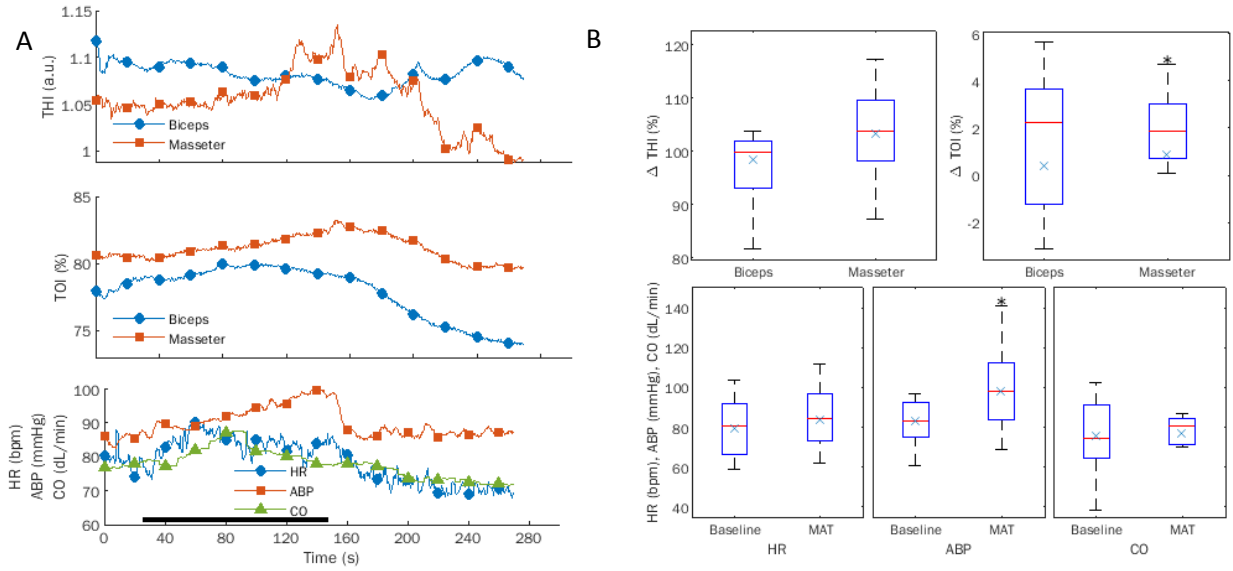 A
THI (a.u.)
1.15
1.1
1.05
1
Biceps
Masseter
TOI (%)
85
80
75
Biceps
Masseter
HR (bpm)
ABP (mmHg
CO (dL/min)
100
90
80
70
60
HR
ABP
CO
0 40 80 120 160 200 240 280
Time (s)
B
Δ THI (%)
120
110
100
90
80
Biceps Masseter
Δ TOI (%)
6
4
2
0
-2
*
Biceps Masseter
HR (bpm), ABP (mmHg), CO (dL/min)
140
120
100
80
60
40
*
Baseline MAT Baseline MAT Baseline MAT
HR ABP CO